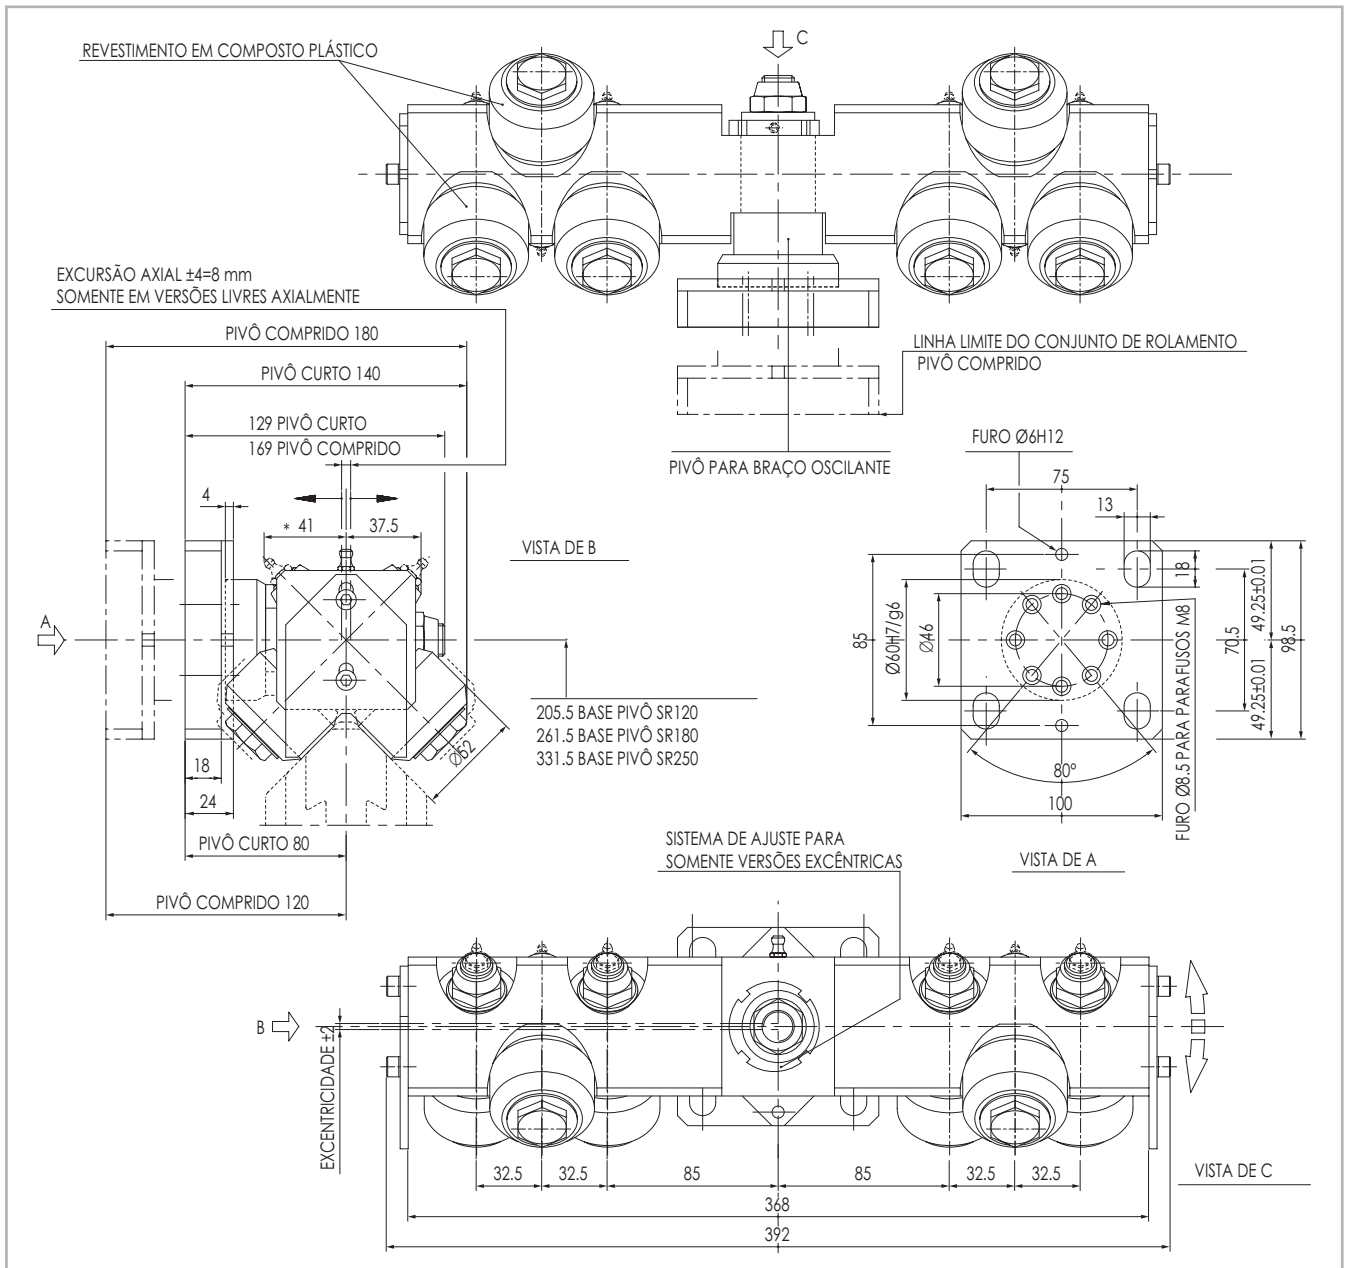 REVESTIMENTO EM COMPOSTO PLÁSTICO
C
EXCURSÃO AXIAL ±4=8 mm
SOMENTE EM VERSÕES LIVRES AXIALMENTE
PIVÔ COMPRIDO 180
PIVÔ CURTO 140
129 PIVÔ CURTO
169 PIVÔ COMPRIDO
LINHA LIMITE DO CONJUNTO DE ROLAMENTO
PIVÔ COMPRIDO
PIVÔ PARA BRAÇO OSCILANTE
4
* 41
37.5
VISTA DE B
A
205.5 BASE PIVÔ SR120
261.5 BASE PIVÔ SR180
331.5 BASE PIVÔ SR250
Ø52
18
24
PIVÔ CURTO 80
PIVÔ COMPRIDO 120
FURO Ø6H12
75
13
18
85
Ø60H7/g6
Ø46
70.5
49.25±0.01
49.25±0.01
98.5
FURO Ø8.5 PARA PARAFUSOS M8
80°
100
VISTA DE A
SISTEMA DE AJUSTE PARA
SOMENTE VERSÕES EXCÊNTRICAS
B
EXCENTRICIDADE ±2
32.5
32.5
85
85
32.5
32.5
368
392
VISTA DE C